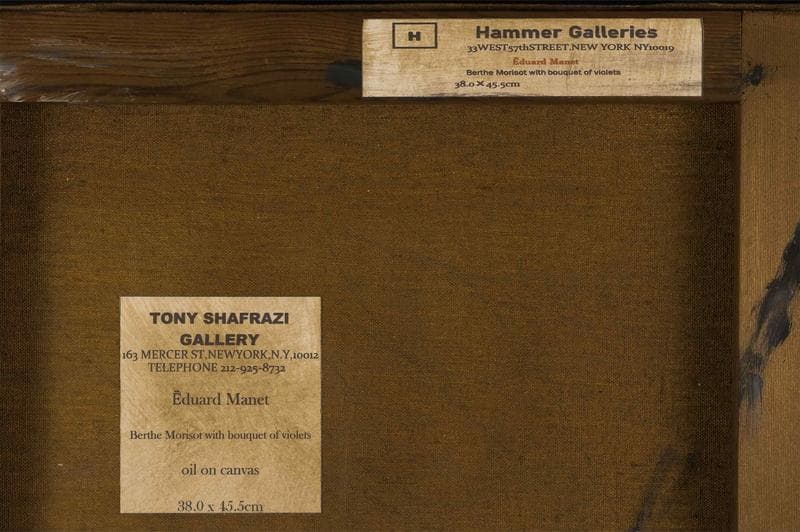 H
Hammer Galleries
33WEST57thSTREET.NEW YORK NY10019
Ēduard Manet
Berthe Morisot with bouquet of violets
38.0×45.5cm
TONY SHAFRAZI
GALLERY
163 MERCER ST,NEWYORK,N.Y,10012
TELEPHONE 212-925-8732
Ēduard Manet
Berthe Morisot with bouquet of violets
oil on canvas
38.0 x 45.5cm